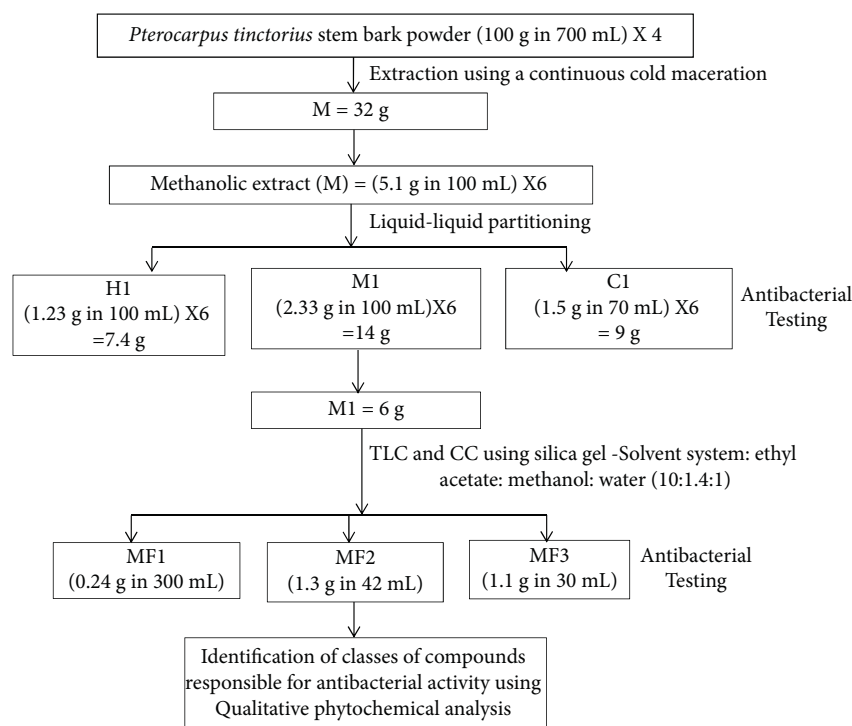 Pterocarpus tinctorius stem bark powder (100 g in 700 mL) X 4
Extraction using a continuous cold maceration
M = 32 g
Methanolic extract (M) = (5.1 g in 100 mL) X6
Liquid-liquid partitioning
H1
(1.23 g in 100 mL) X6
=7.4 g
M1
(2.33 g in 100 mL)X6
=14 g
C1
(1.5 g in 70 mL) X6
= 9 g
Antibacterial
Testing
M1 = 6 g
TLC and CC using silica gel -Solvent system: ethyl
acetate: methanol: water (10:1.4:1)
MF1
(0.24 g in 300 mL)
MF2
(1.3 g in 42 mL)
MF3
(1.1 g in 30 mL)
Antibacterial
Testing
Identification of classes of compounds
responsible for antibacterial activity using
Qualitative phytochemical analysis